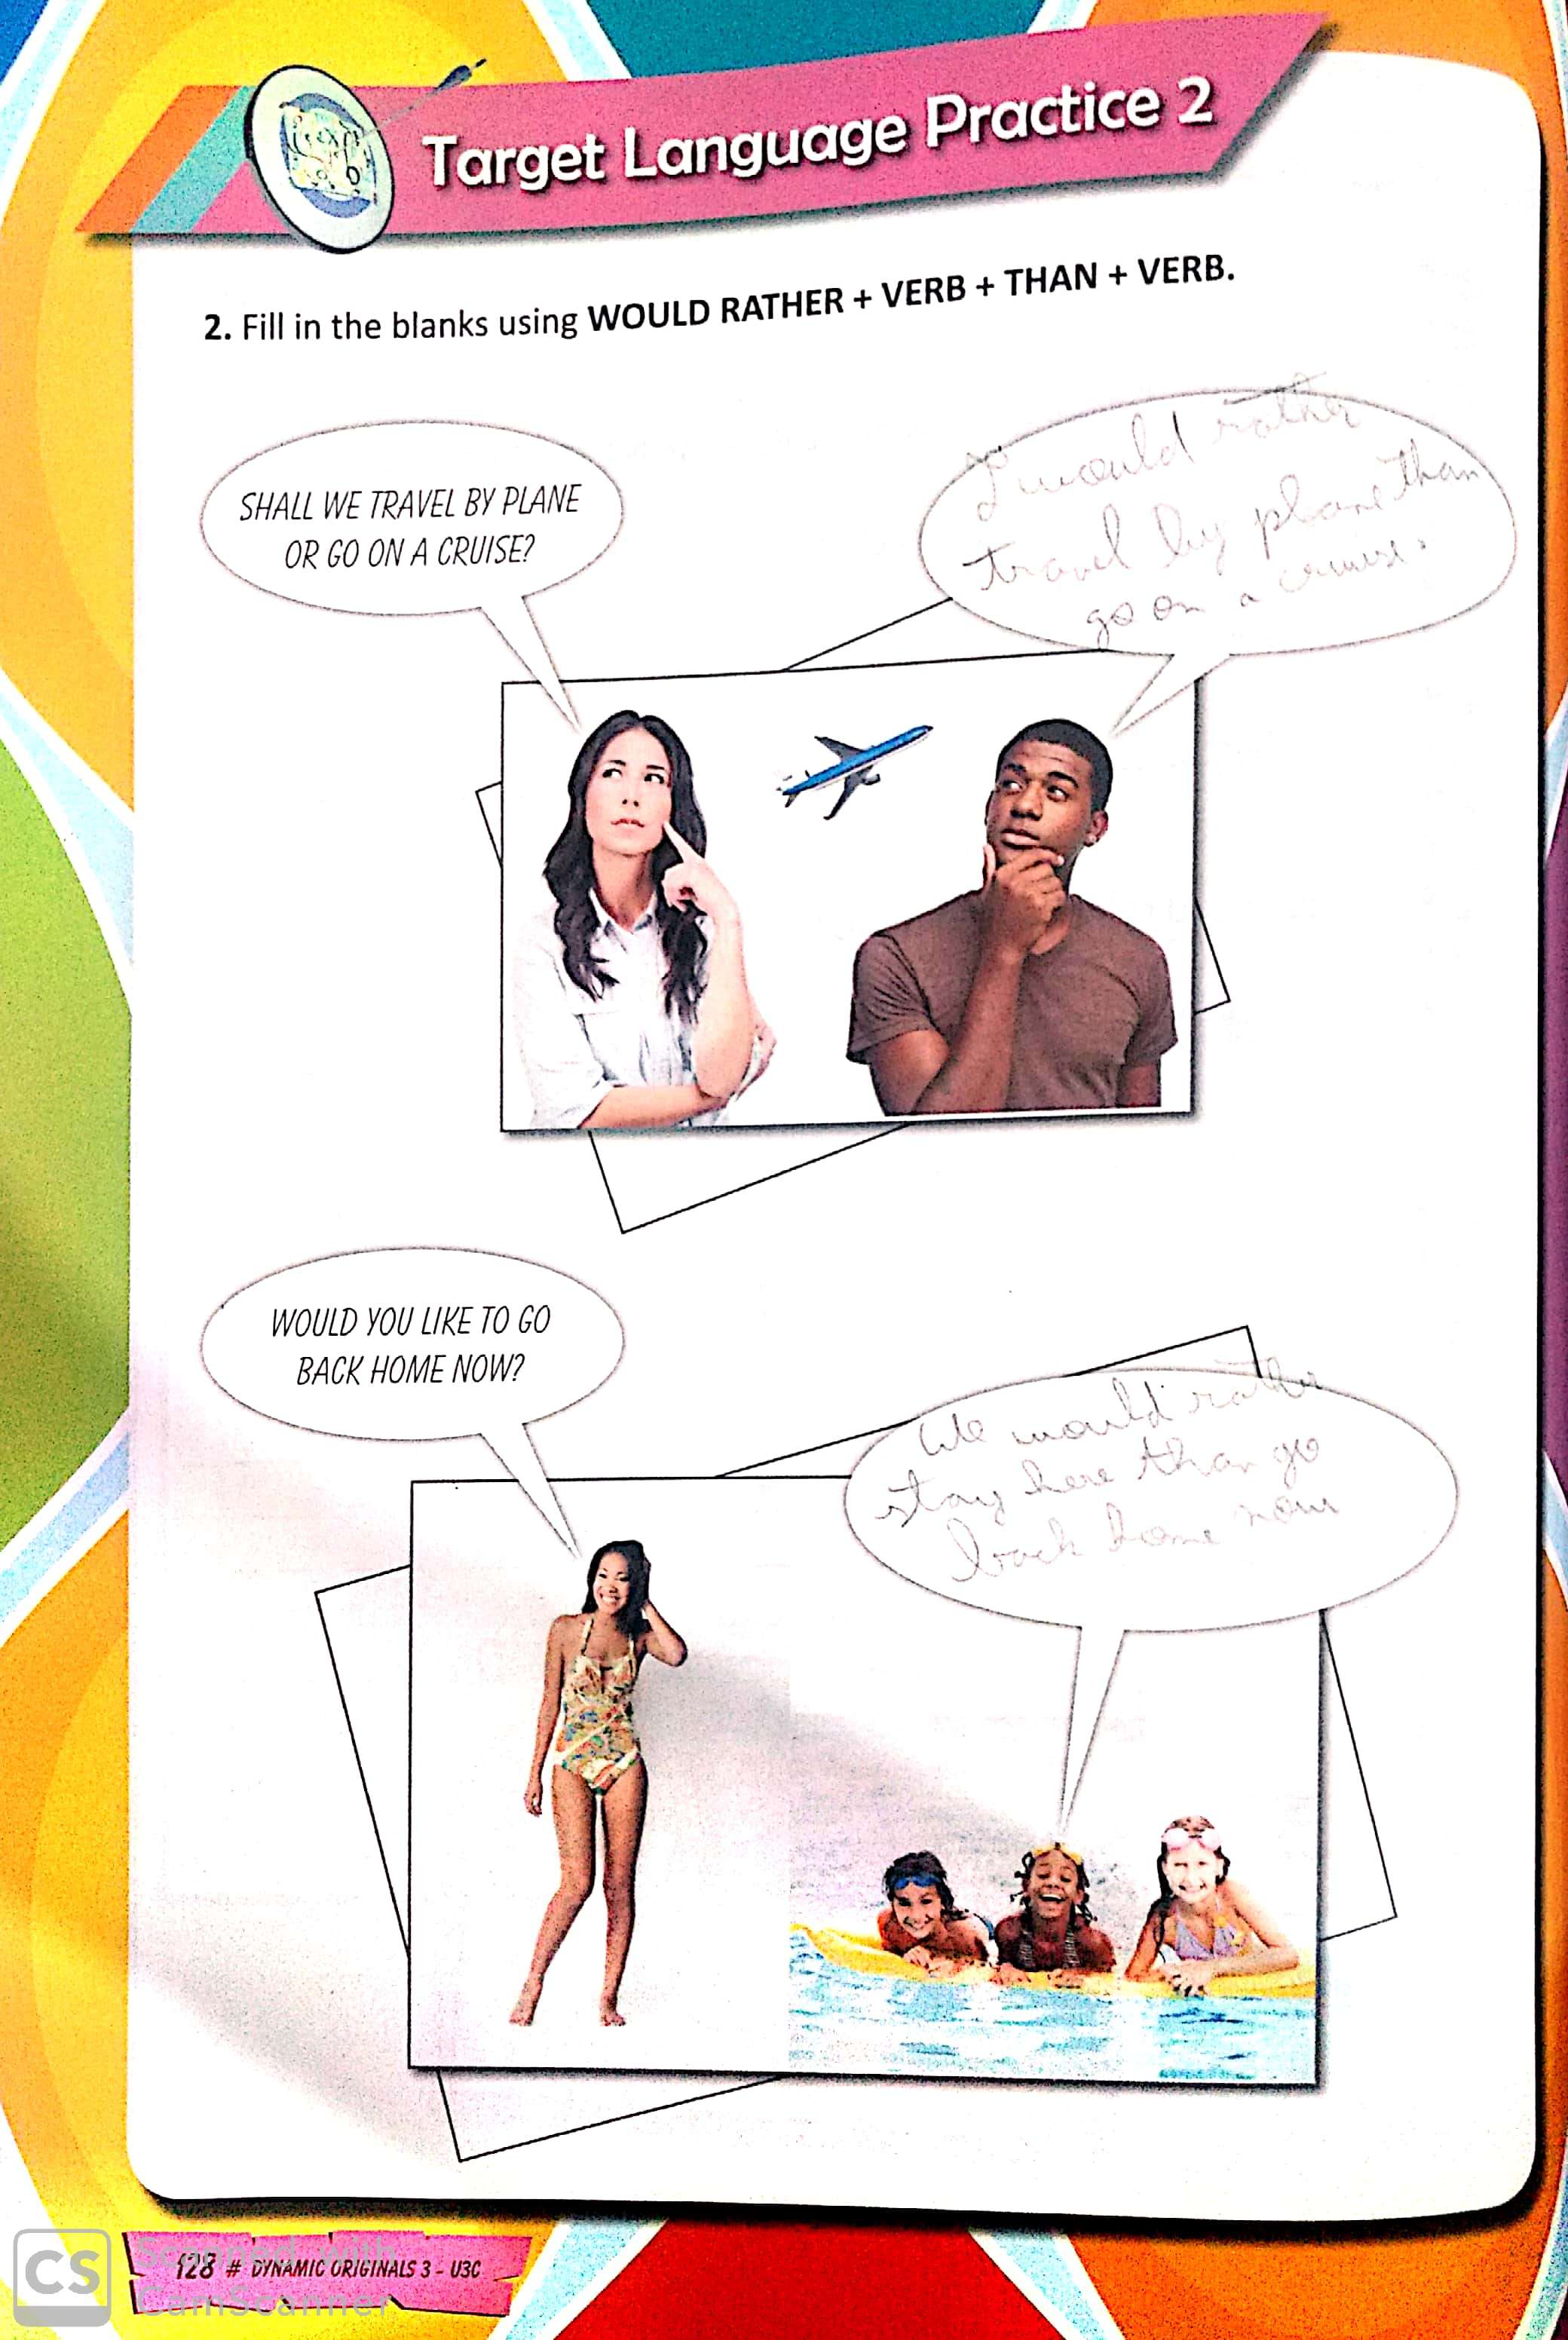 Target Language Practice 2
2. Fill in the blanks using WOULD RATHER + VERB + THAN + VERB.
SHALL WE TRAVEL BY PLANE
OR GO ON A CRUISE?
I would rather
travel by plane than
go on a cruise.
WOULD YOU LIKE TO GO
BACK HOME NOW?
We would rather
stay here than go
back home now
128 # DYNAMIC ORIGINALS 3 - U3C
CS
Scanned with
CamScanner